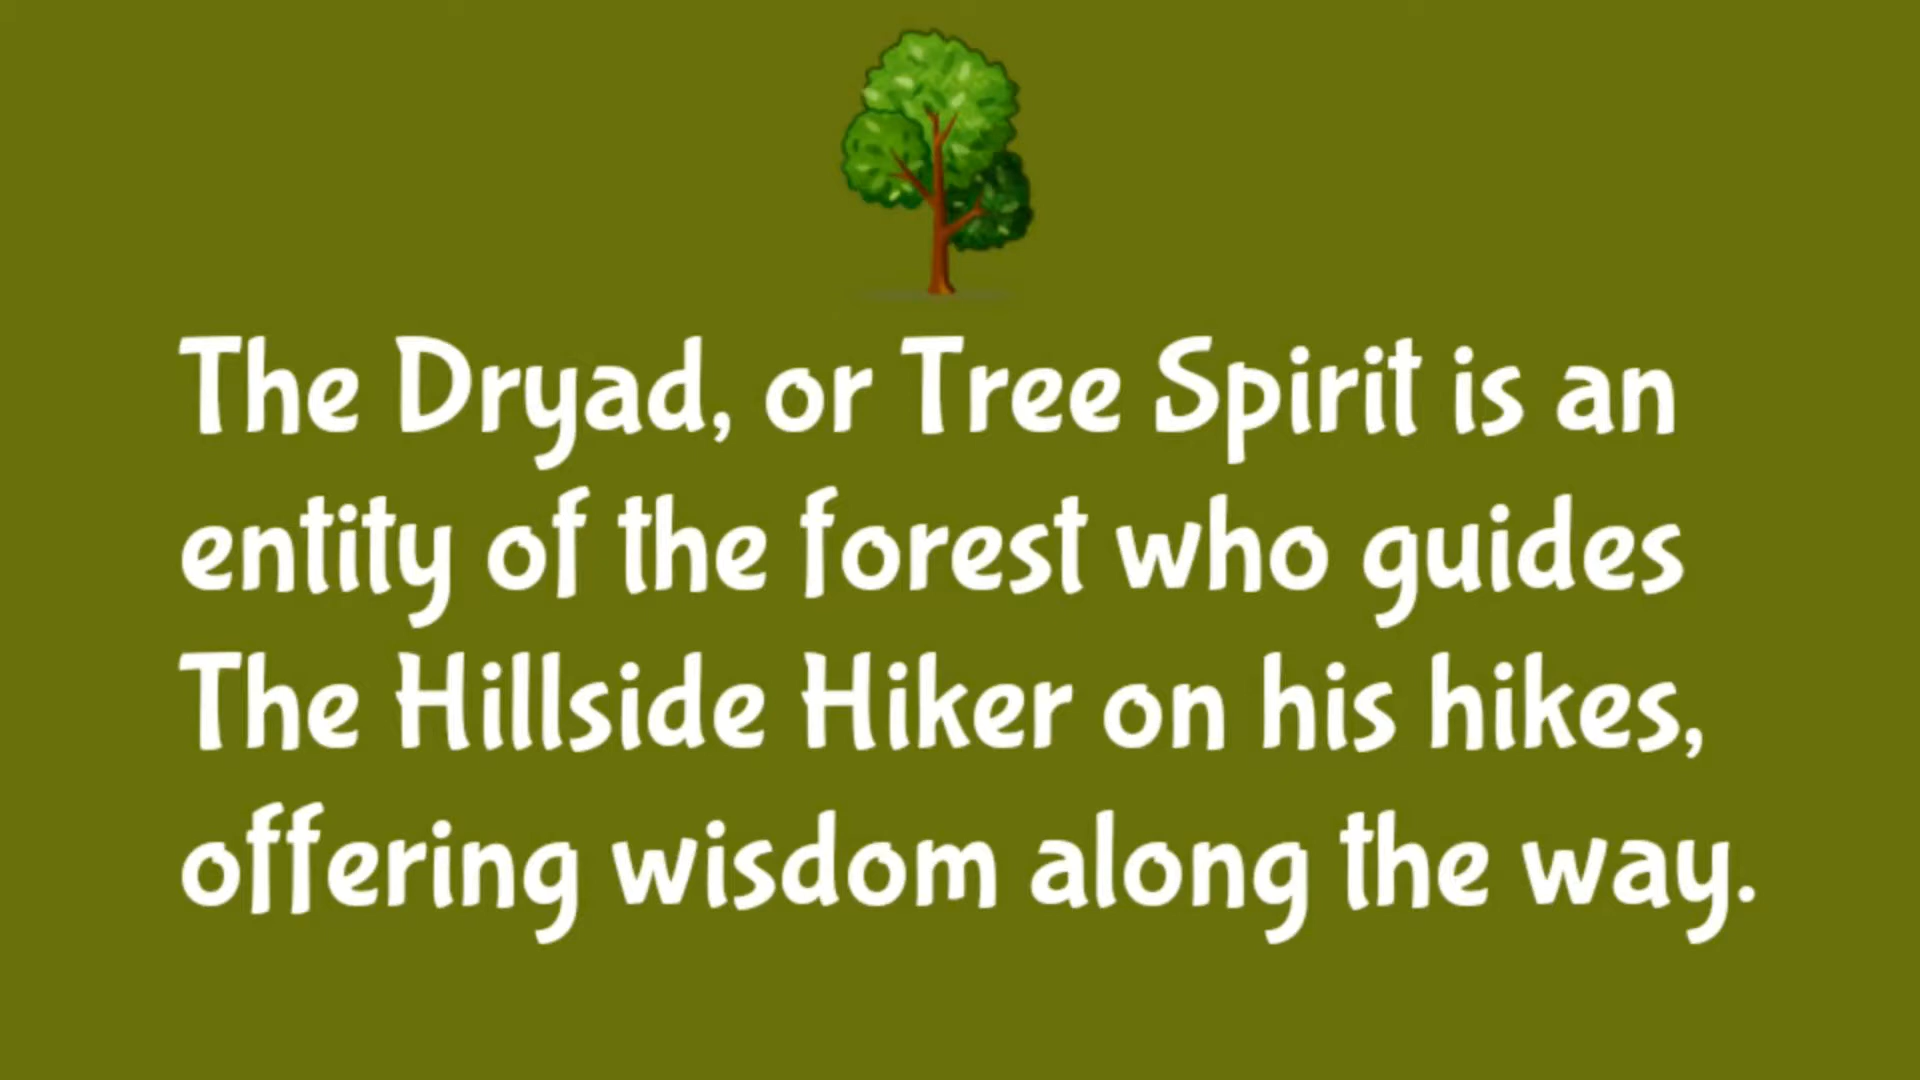 The Dryad, or Tree Spirit is an
entity of the forest who guides
The Hillside Hiker on his hikes,
offering wisdom along the way.